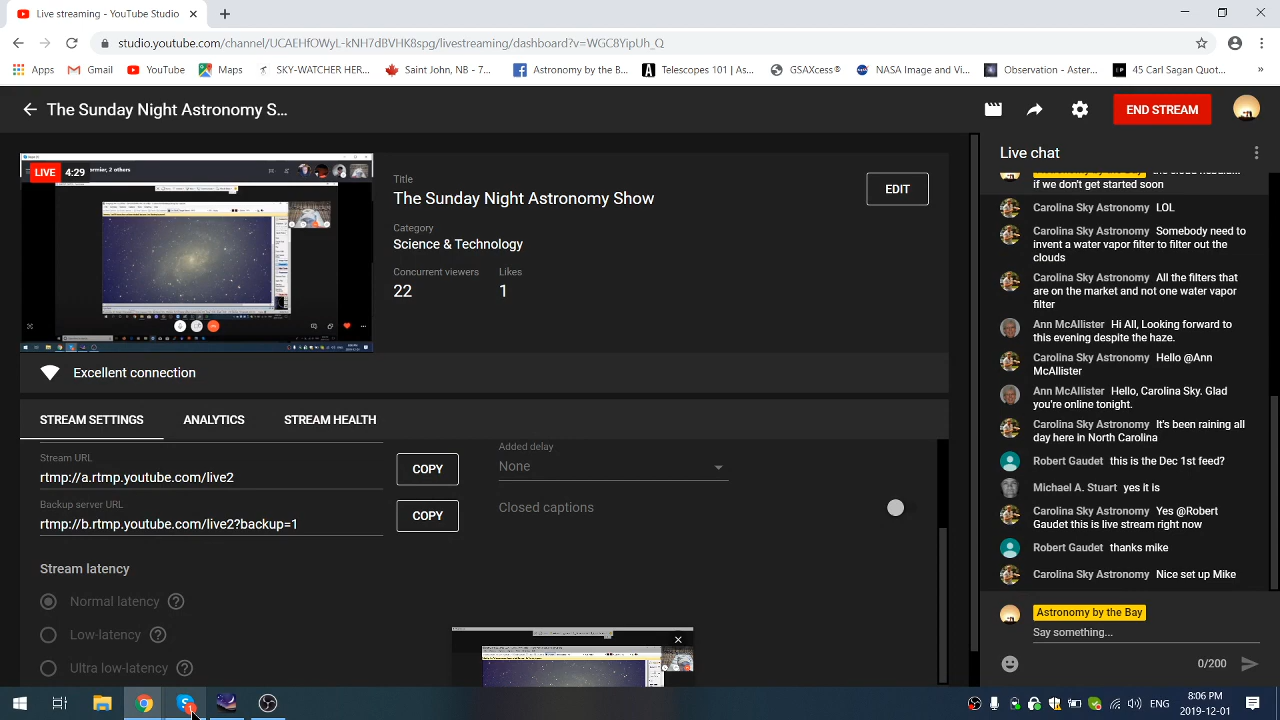 Live streaming - YouTube Studio
studio.youtube.com/channel/UCAEHfOWyL-kNH7dBVHK8spg/livestreaming/dashboard?v=WGC8YipUh_Q
Apps Gmail YouTube Maps SKY-WATCHER HER... Saint John, NB - 7... Astronomy by the B... Telescopes 101 | As... GSAXcess® NASA Image and Vi... Observation - Aster... 45 Carl Sagan Quot... »
The Sunday Night Astronomy S...
END STREAM
LIVE 4:29 ormier, 2 others
Title
The Sunday Night Astronomy Show
EDIT
Category
Science & Technology
Concurrent viewers Likes
22 1
Excellent connection
STREAM SETTINGS ANALYTICS STREAM HEALTH
Stream URL
rtmp://a.rtmp.youtube.com/live2
COPY
Backup server URL
rtmp://b.rtmp.youtube.com/live2?backup=1
COPY
Added delay
None
Closed captions
Stream latency
Normal latency
Low-latency
Ultra low-latency
Live chat
if we don't get started soon
Carolina Sky Astronomy LOL
Carolina Sky Astronomy Somebody need to
invent a water vapor filter to filter out the
clouds
Carolina Sky Astronomy All the filters that
are on the market and not one water vapor
filter
Ann McAllister Hi All, Looking forward to
this evening despite the haze.
Carolina Sky Astronomy Hello @Ann
McAllister
Ann McAllister Hello, Carolina Sky. Glad
you're online tonight.
Carolina Sky Astronomy It's been raining all
day here in North Carolina
Robert Gaudet this is the Dec 1st feed?
Michael A. Stuart yes it is
Carolina Sky Astronomy Yes @Robert
Gaudet this is live stream right now
Robert Gaudet thanks mike
Carolina Sky Astronomy Nice set up Mike
Astronomy by the Bay
Say something...
0/200
ENG
8:06 PM
2019-12-01